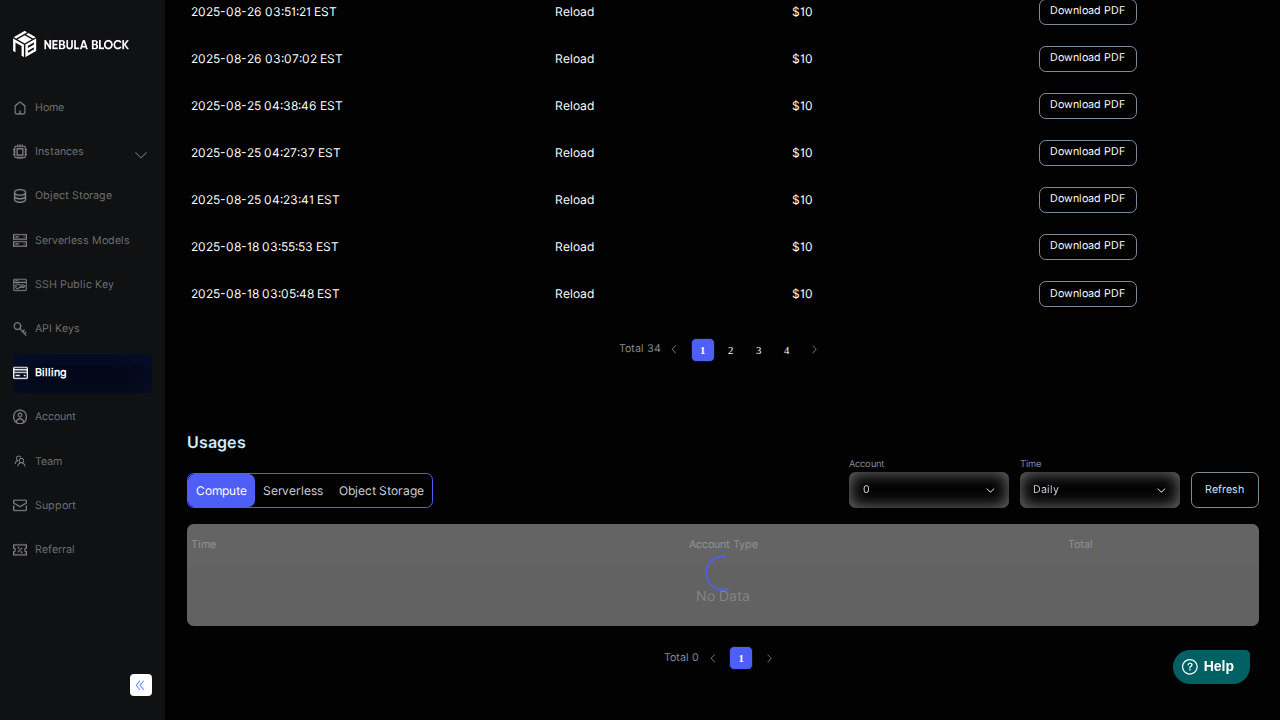 NEBULA BLOCK
Home
Instances
Object Storage
Serverless Models
SSH Public Key
API Keys
Billing
Account
Team
Support
Referral
2025-08-26 03:51:21 EST Reload $10 Download PDF
2025-08-26 03:07:02 EST Reload $10 Download PDF
2025-08-25 04:38:46 EST Reload $10 Download PDF
2025-08-25 04:27:37 EST Reload $10 Download PDF
2025-08-25 04:23:41 EST Reload $10 Download PDF
2025-08-18 03:55:53 EST Reload $10 Download PDF
2025-08-18 03:05:48 EST Reload $10 Download PDF
Total 34 1 2 3 4
Usages
Account Time
Compute Serverless Object Storage 0 Daily Refresh
Time Account Type Total
No Data
Total 0 1
Help